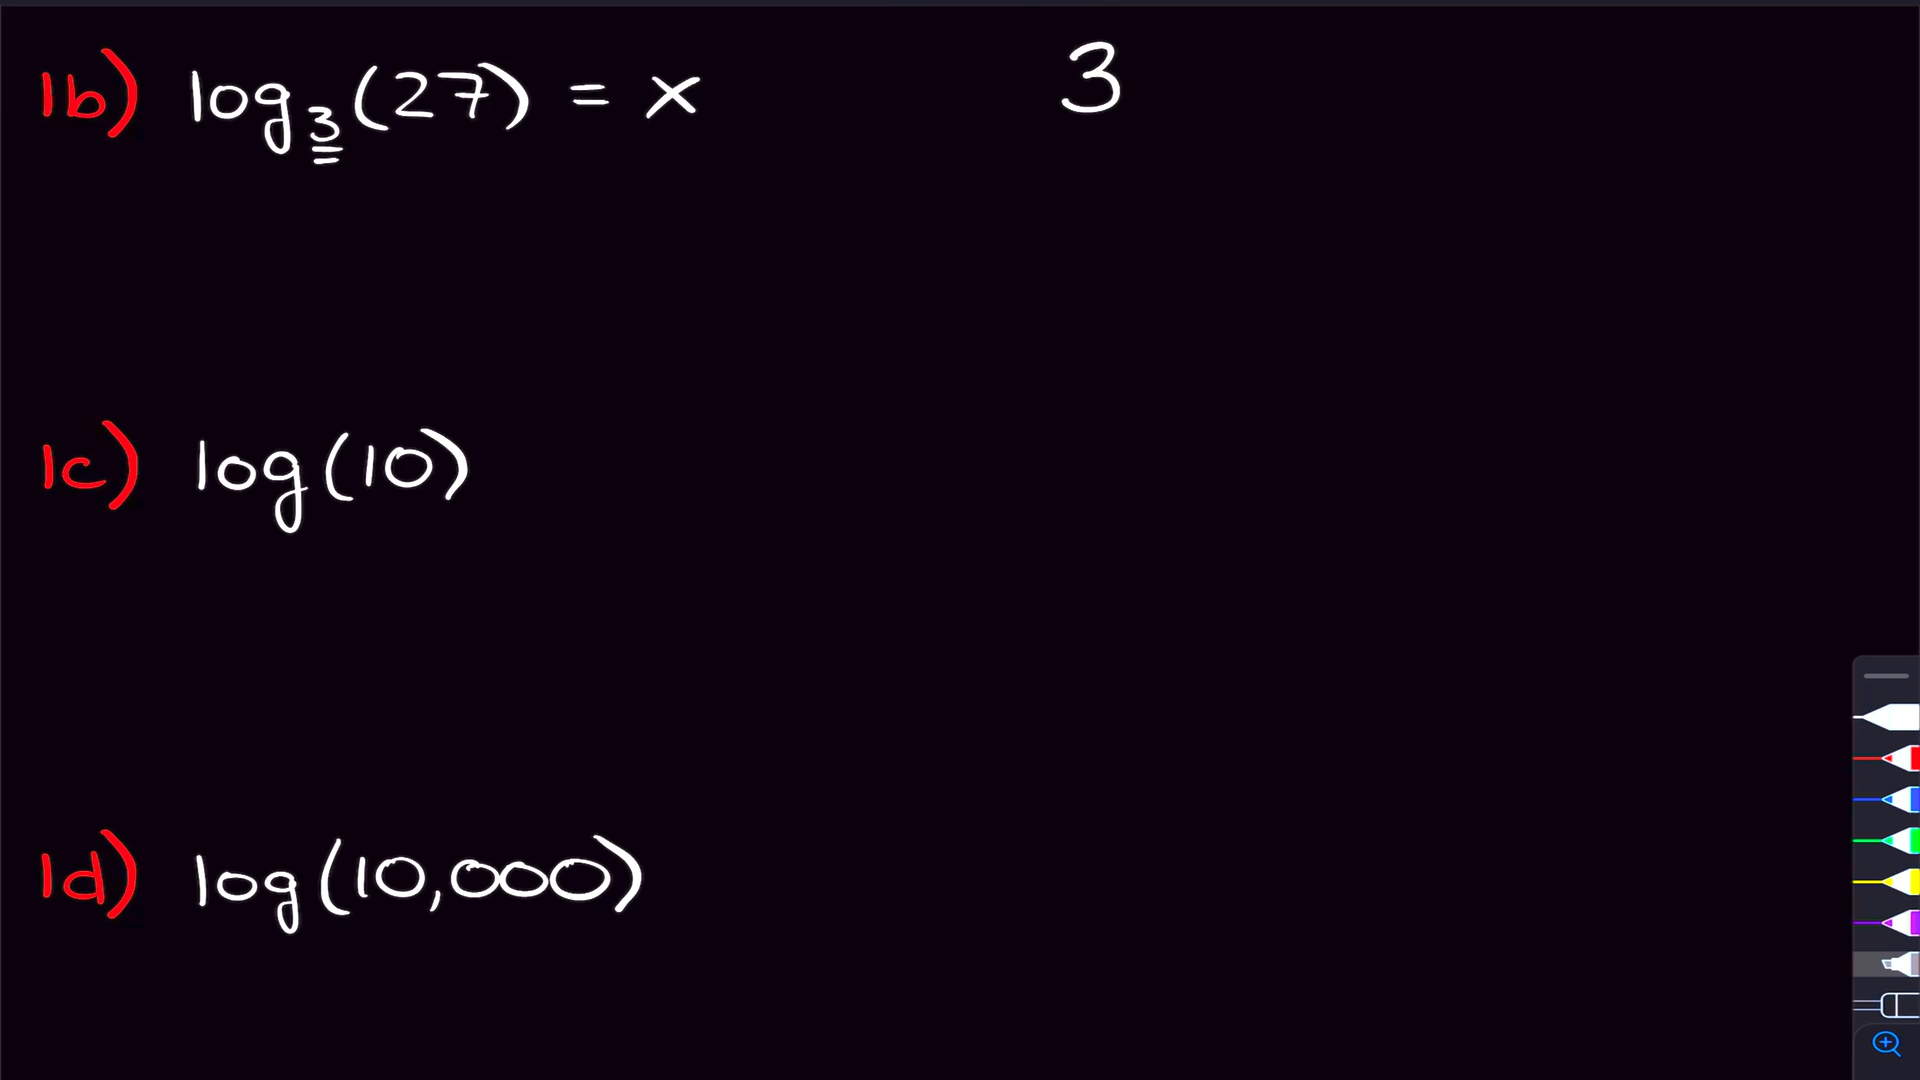 1b) log₃(27) = x 3
1c) log(10)
1d) log(10,000)